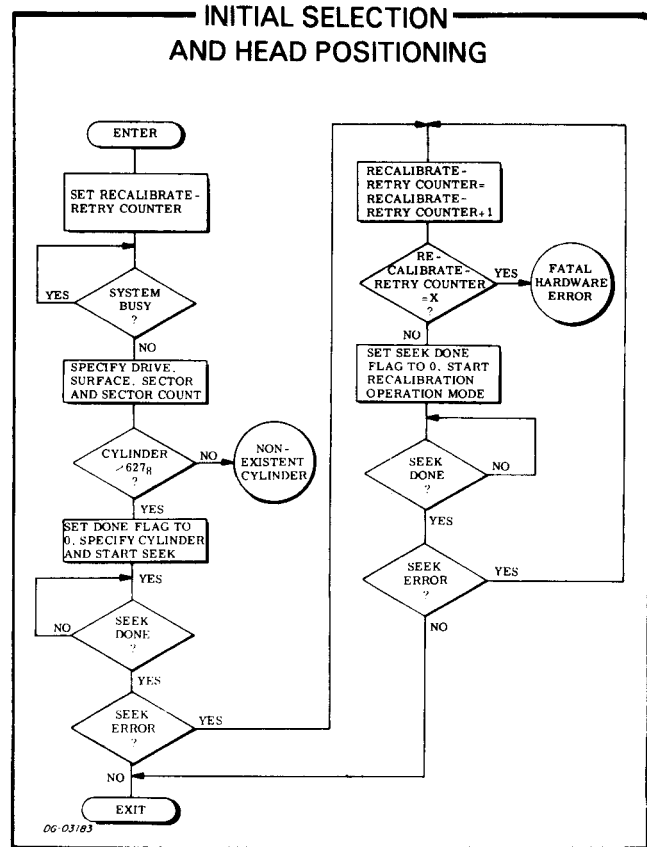 INITIAL SELECTION
AND HEAD POSITIONING
ENTER
SET RECALIBRATE-
RETRY COUNTER
SYSTEM
BUSY
?
YES
NO
SPECIFY DRIVE,
SURFACE, SECTOR
AND SECTOR COUNT
CYLINDER
627₈
?
NO
NON-
EXISTENT
CYLINDER
YES
SET DONE FLAG TO
0, SPECIFY CYLINDER
AND START SEEK
YES
SEEK
DONE
?
NO
YES
SEEK
ERROR
?
YES
NO
EXIT
RECALIBRATE-
RETRY COUNTER=
RECALIBRATE-
RETRY COUNTER+1
RE-
CALIBRATE-
RETRY COUNTER
=X
?
YES
FATAL
HARDWARE
ERROR
NO
SET SEEK DONE
FLAG TO 0, START
RECALIBRATION
OPERATION MODE
SEEK
DONE
?
NO
YES
SEEK
ERROR
?
YES
NO
DG-03183